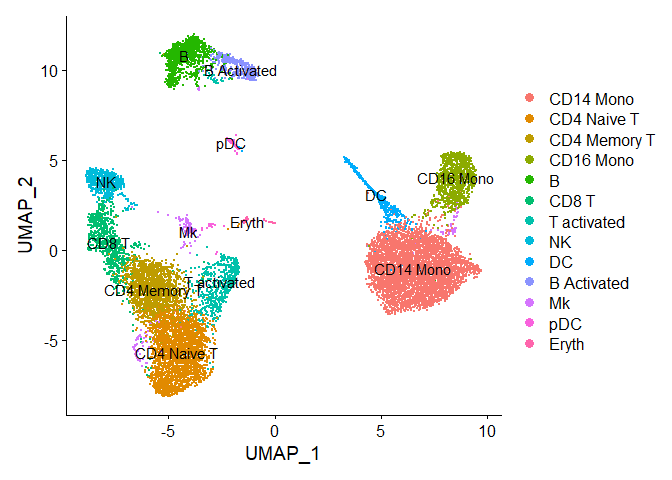 B
B Activated
pDC
NK
Mk
Eryth
CD8 T
T activated
CD4 Memory T
CD4 Naive T
DC
CD16 Mono
CD14 Mono
10
5
0
-5
UMAP_2
-5
0
5
10
UMAP_1
CD14 Mono
CD4 Naive T
CD4 Memory T
CD16 Mono
B
CD8 T
T activated
NK
DC
B Activated
Mk
pDC
Eryth